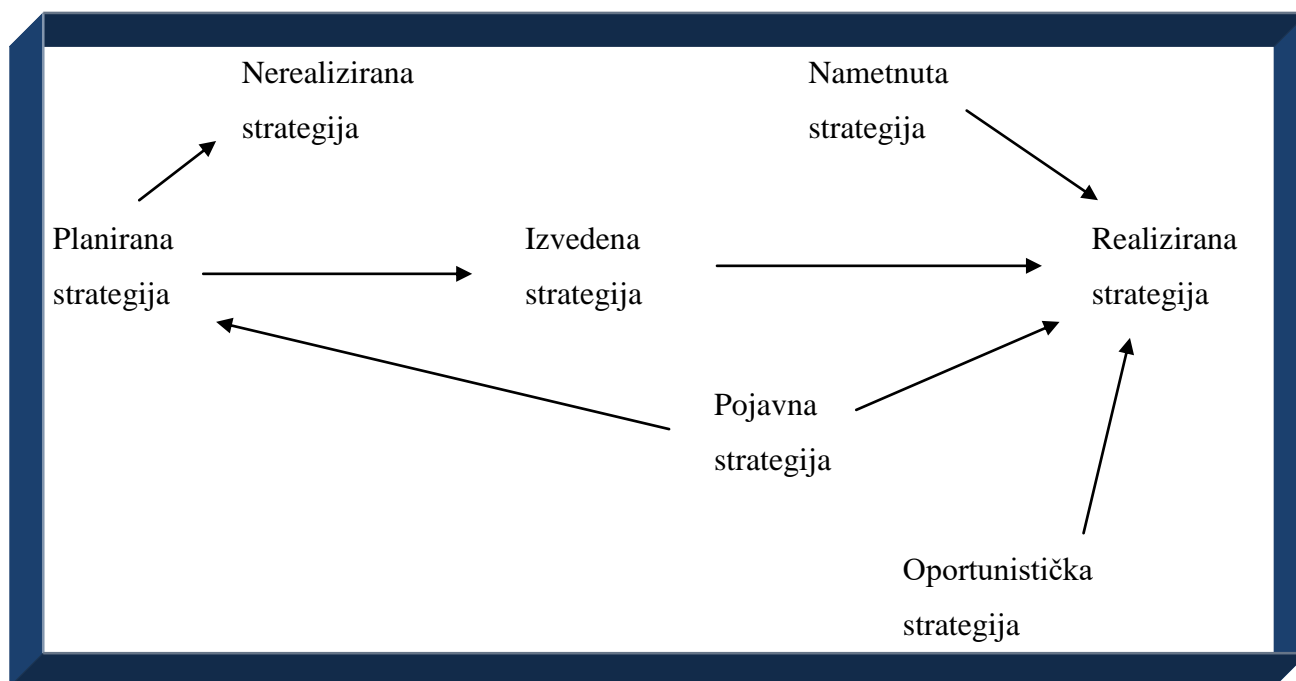 Nerealizirana
strategija
Nametnuta
strategija
Planirana
strategija
Izvedena
strategija
Realizirana
strategija
Pojavna
strategija
Oportunistička
strategija